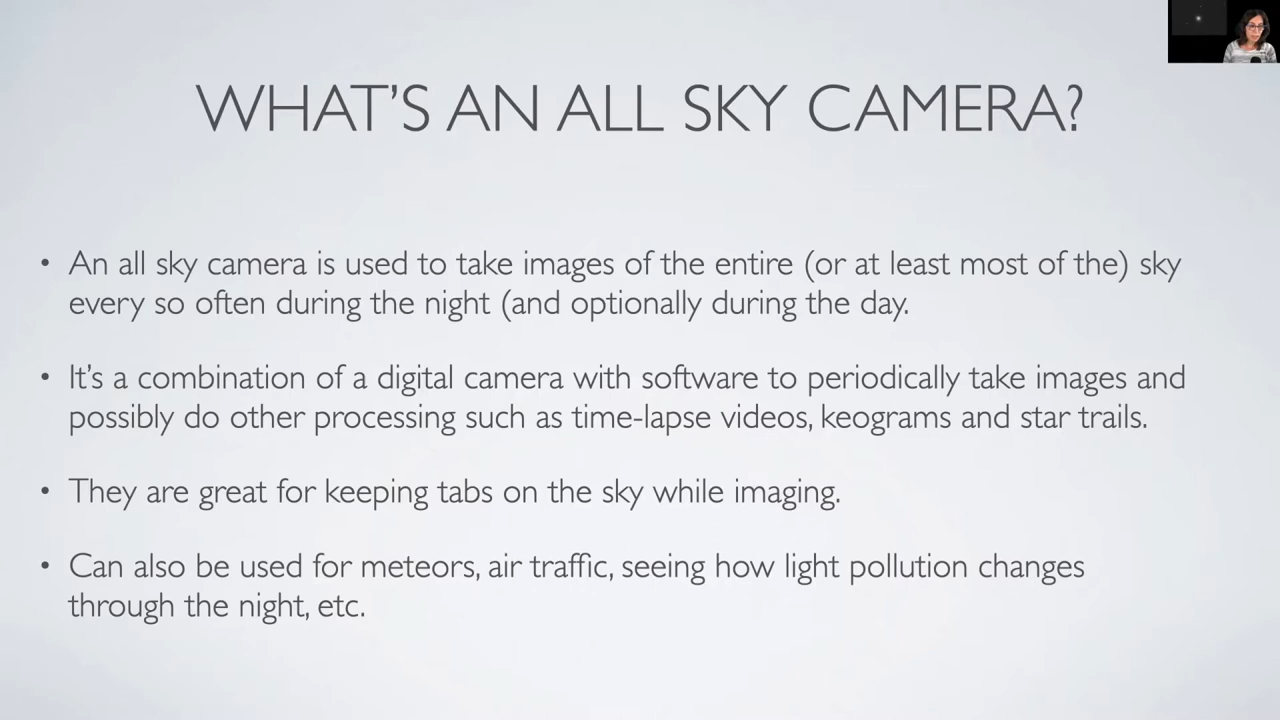 WHAT'S AN ALL SKY CAMERA?
• An all sky camera is used to take images of the entire (or at least most of the) sky
every so often during the night (and optionally during the day.
• It's a combination of a digital camera with software to periodically take images and
possibly do other processing such as time-lapse videos, keograms and star trails.
• They are great for keeping tabs on the sky while imaging.
• Can also be used for meteors, air traffic, seeing how light pollution changes
through the night, etc.